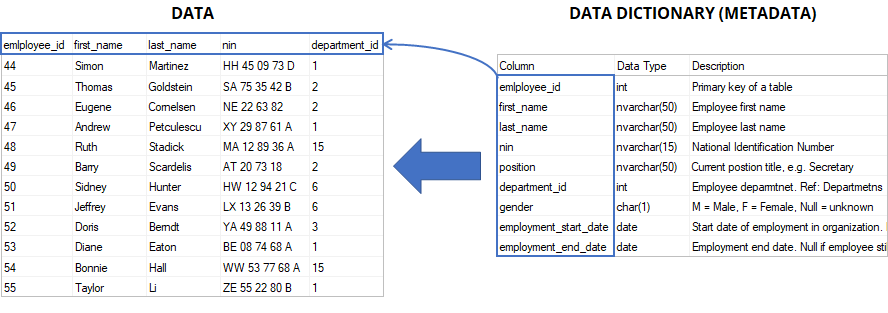 DATA
emlployee_id first_name last_name nin department_id
44 Simon Martinez HH 45 09 73 D 1
45 Thomas Goldstein SA 75 35 42 B 2
46 Eugene Comelsen NE 22 63 82 2
47 Andrew Petculescu XY 29 87 61 A 1
48 Ruth Stadick MA 12 89 36 A 15
49 Barry Scardelis AT 20 73 18 2
50 Sidney Hunter HW 12 94 21 C 6
51 Jeffrey Evans LX 13 26 39 B 6
52 Doris Berndt YA 49 88 11 A 3
53 Diane Eaton BE 08 74 68 A 1
54 Bonnie Hall WW 53 77 68 A 15
55 Taylor Li ZE 55 22 80 B 1
DATA DICTIONARY (METADATA)
Column Data Type Description
emlployee_id int Primary key of a table
first_name nvarchar(50) Employee first name
last_name nvarchar(50) Employee last name
nin nvarchar(15) National Identification Number
position nvarchar(50) Current postion title, e.g. Secretary
department_id int Employee depamtnet. Ref: Departmetns
gender char(1) M = Male, F = Female, Null = unknown
employment_start_date date Start date of employment in organization.
employment_end_date date Employment end date. Null if employee sti